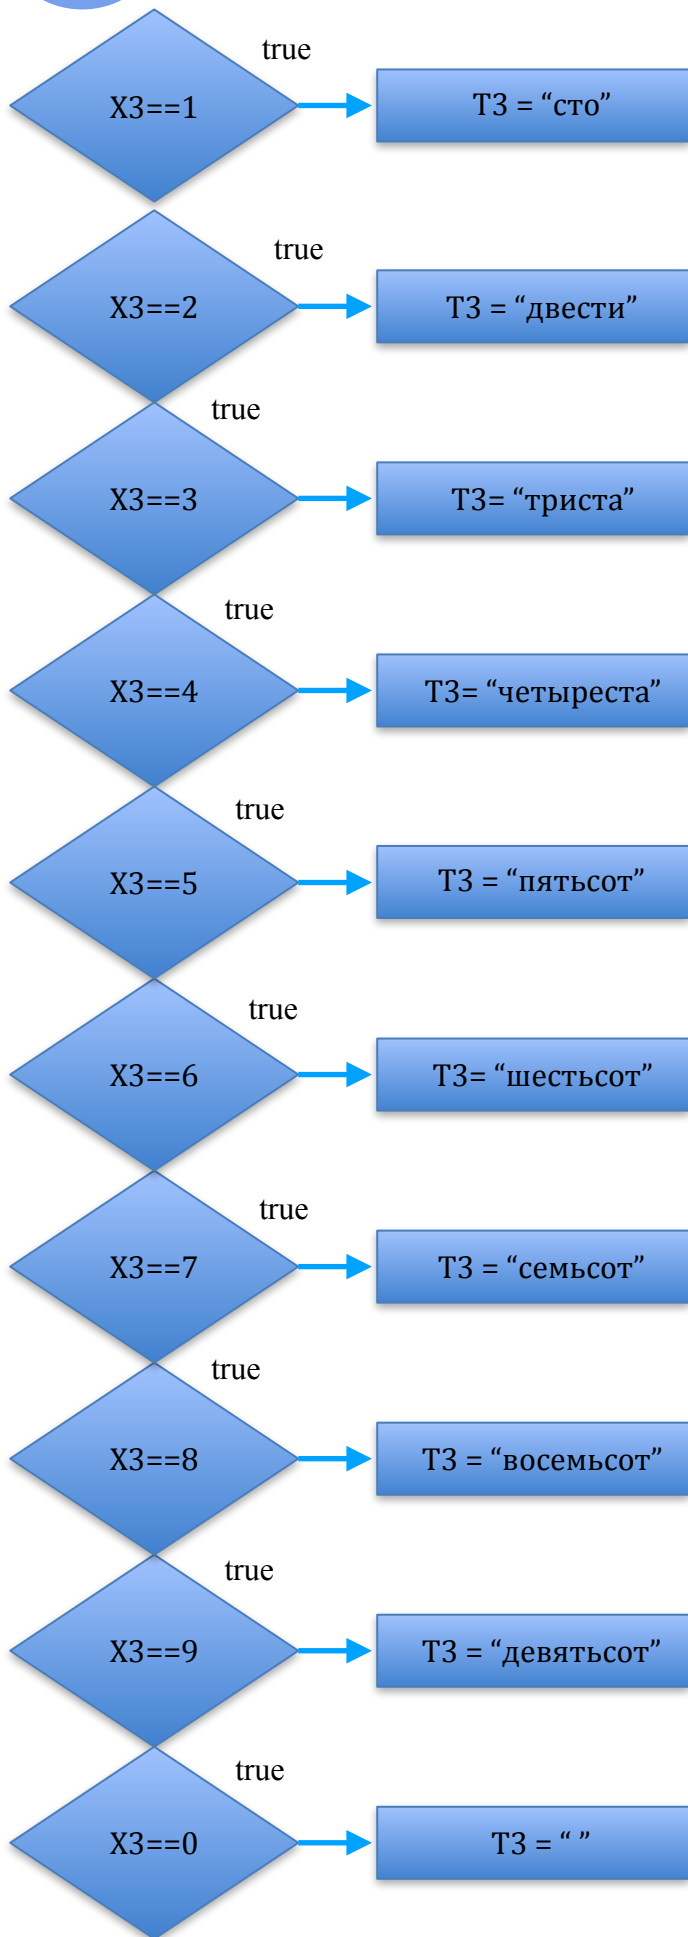 true
X3==1
T3 = “сто”
true
X3==2
T3 = “двести”
true
X3==3
T3= “триста”
true
X3==4
T3= “четыреста”
true
X3==5
T3 = “пятьсот”
true
X3==6
T3= “шестьсот”
true
X3==7
T3 = “семьсот”
true
X3==8
T3 = “восемьсот”
true
X3==9
T3 = “девятьсот”
true
X3==0
T3 = “ ”